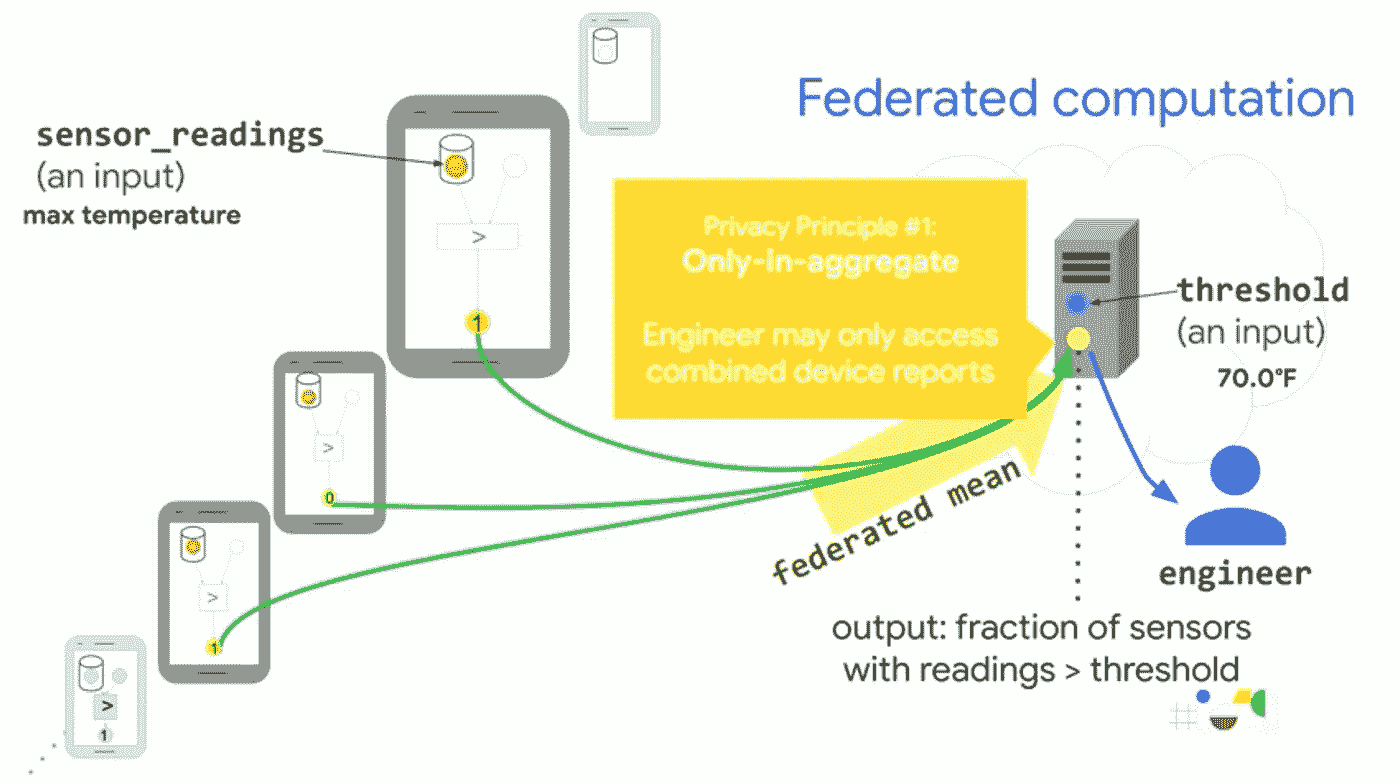 Federated computation
sensor_readings
(an input)
max temperature
>
1
>
0
>
1
>
1
Privacy Principle #1:
Only-in-aggregate
Engineer may only access
combined device reports
threshold
(an input)
70.0°F
federated mean
engineer
output: fraction of sensors
with readings > threshold